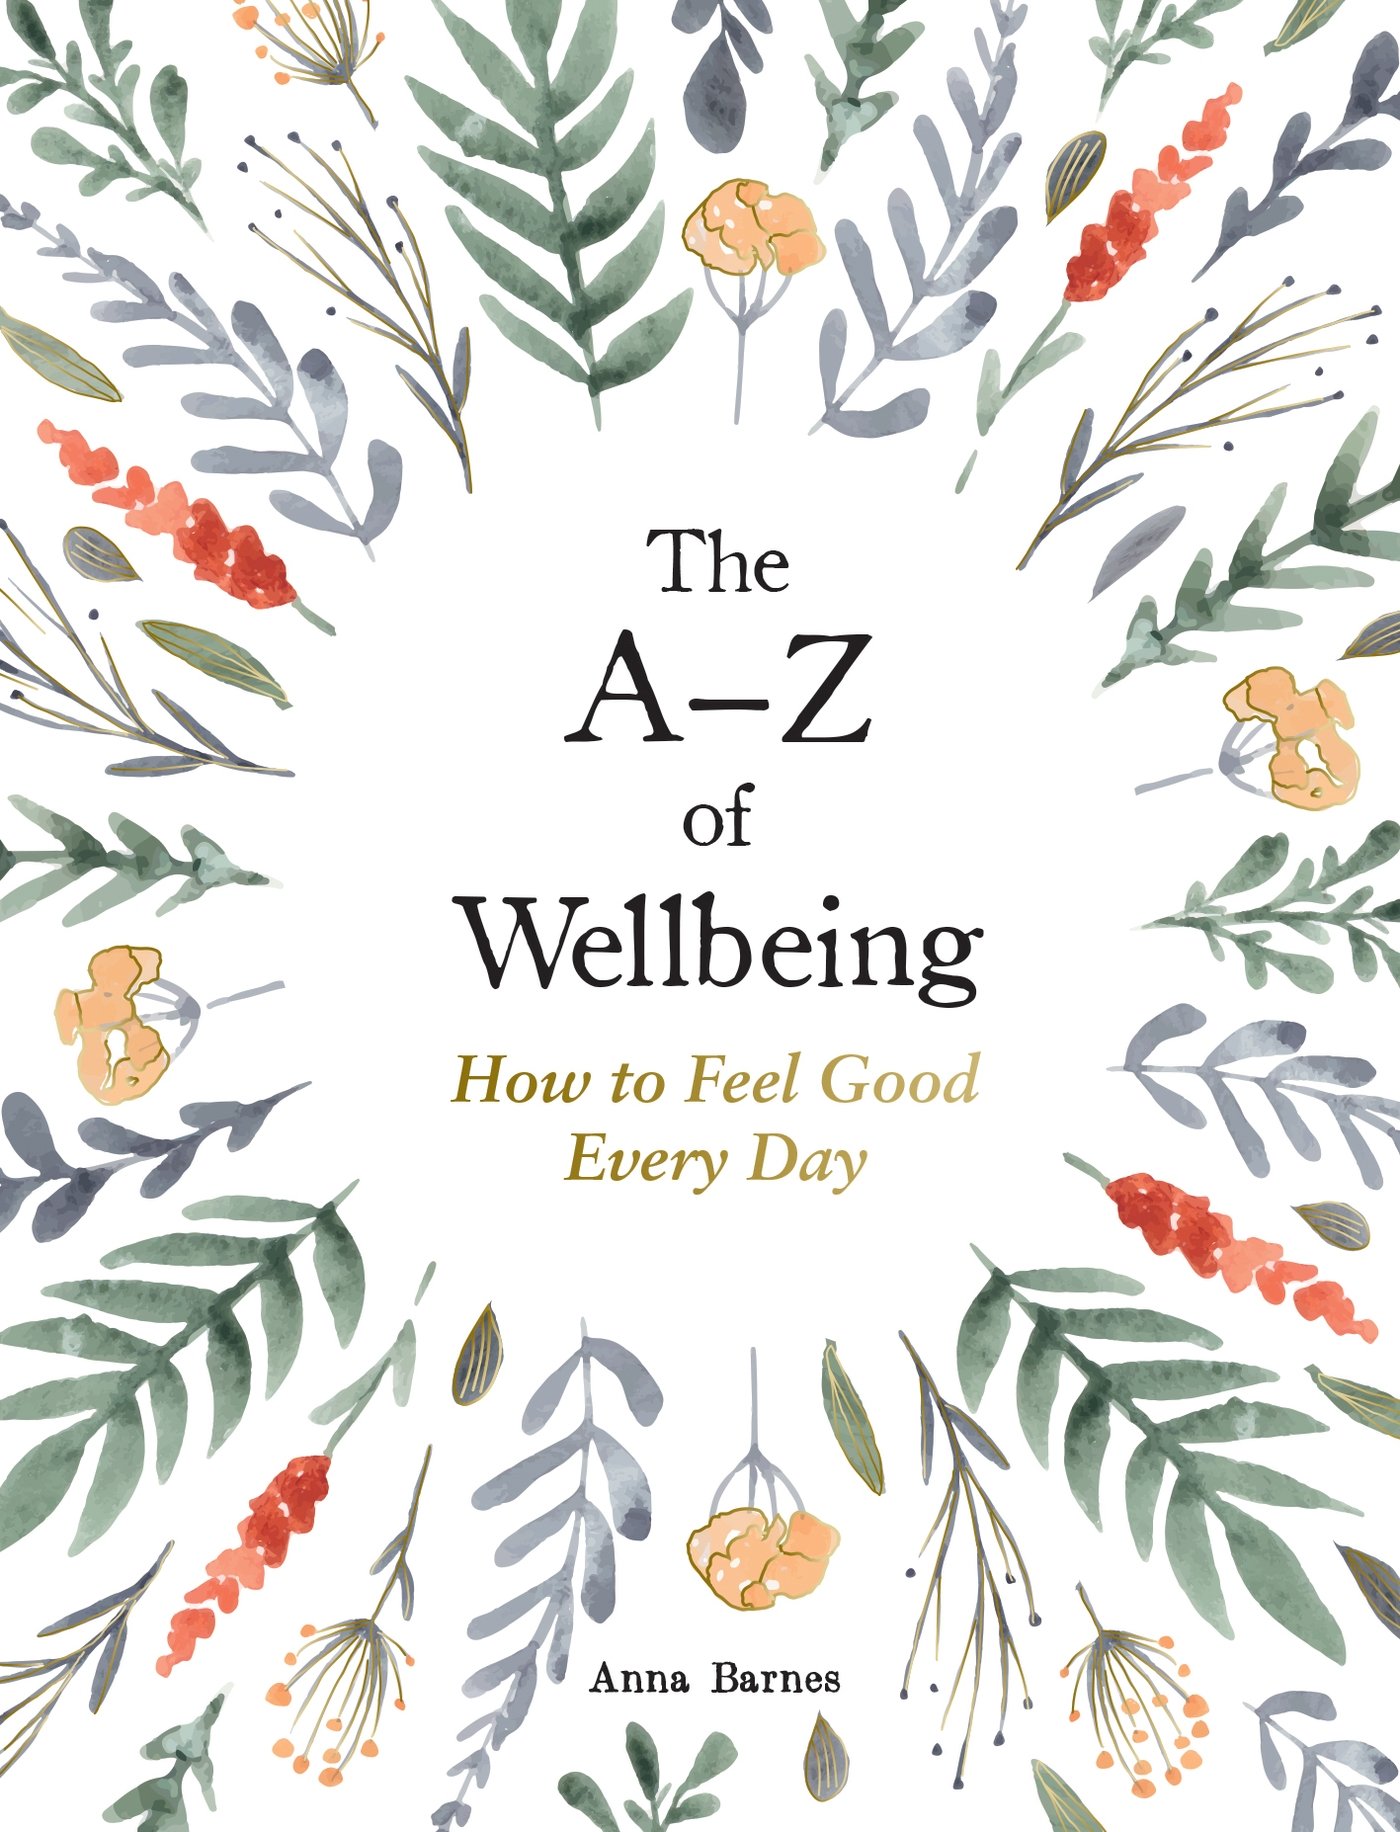 The
A–Z
of
Wellbeing
How to Feel Good
Every Day
Anna Barnes